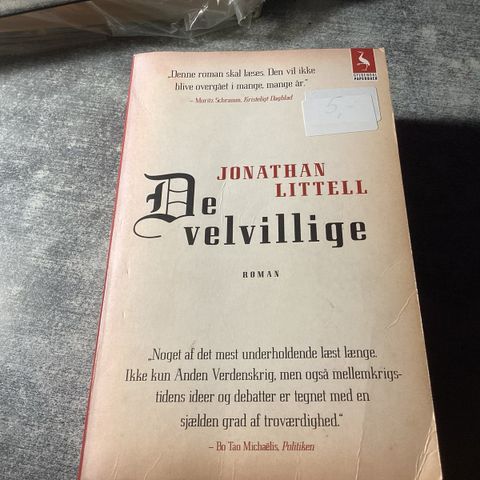 „Denne roman skal læses. Den vil ikke
blive overgået i mange, mange år.“
– Moritz Schramm, Kristeligt Dagblad
GYLDENDAL
PAPERBACK
5,-
JONATHAN
LITTELL
De
velvillige
ROMAN
„Noget af det mest underholdende læst længe.
Ikke kun Anden Verdenskrig, men også mellemkrigs-
tidens ideer og debatter er tegnet med en
sjælden grad af troværdighed.“
– Bo Tao Michaëlis, Politiken